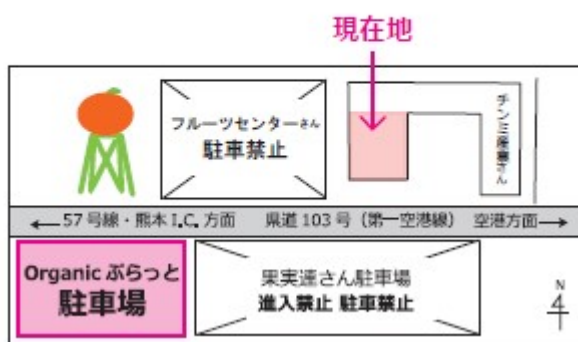 現在地
フルーツセンターさん
駐車禁止
チンミ産業さん
←57号線・熊本I.C.方面 県道103号(第一空港線) 空港方面→
Organicぷらっと
駐車場
果実連さん駐車場
進入禁止 駐車禁止
N